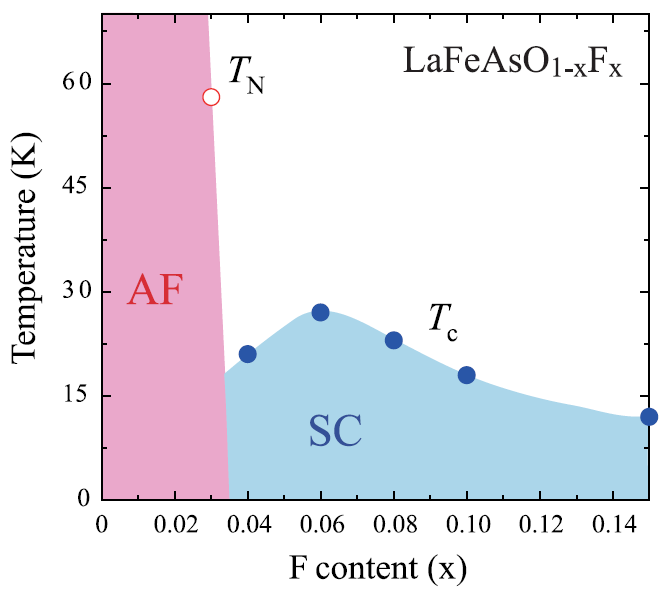 LaFeAsO1-xFx
TN
60
45
30
15
0
Temperature (K)
AF
Tc
SC
0 0.02 0.04 0.06 0.08 0.10 0.12 0.14
F content (x)